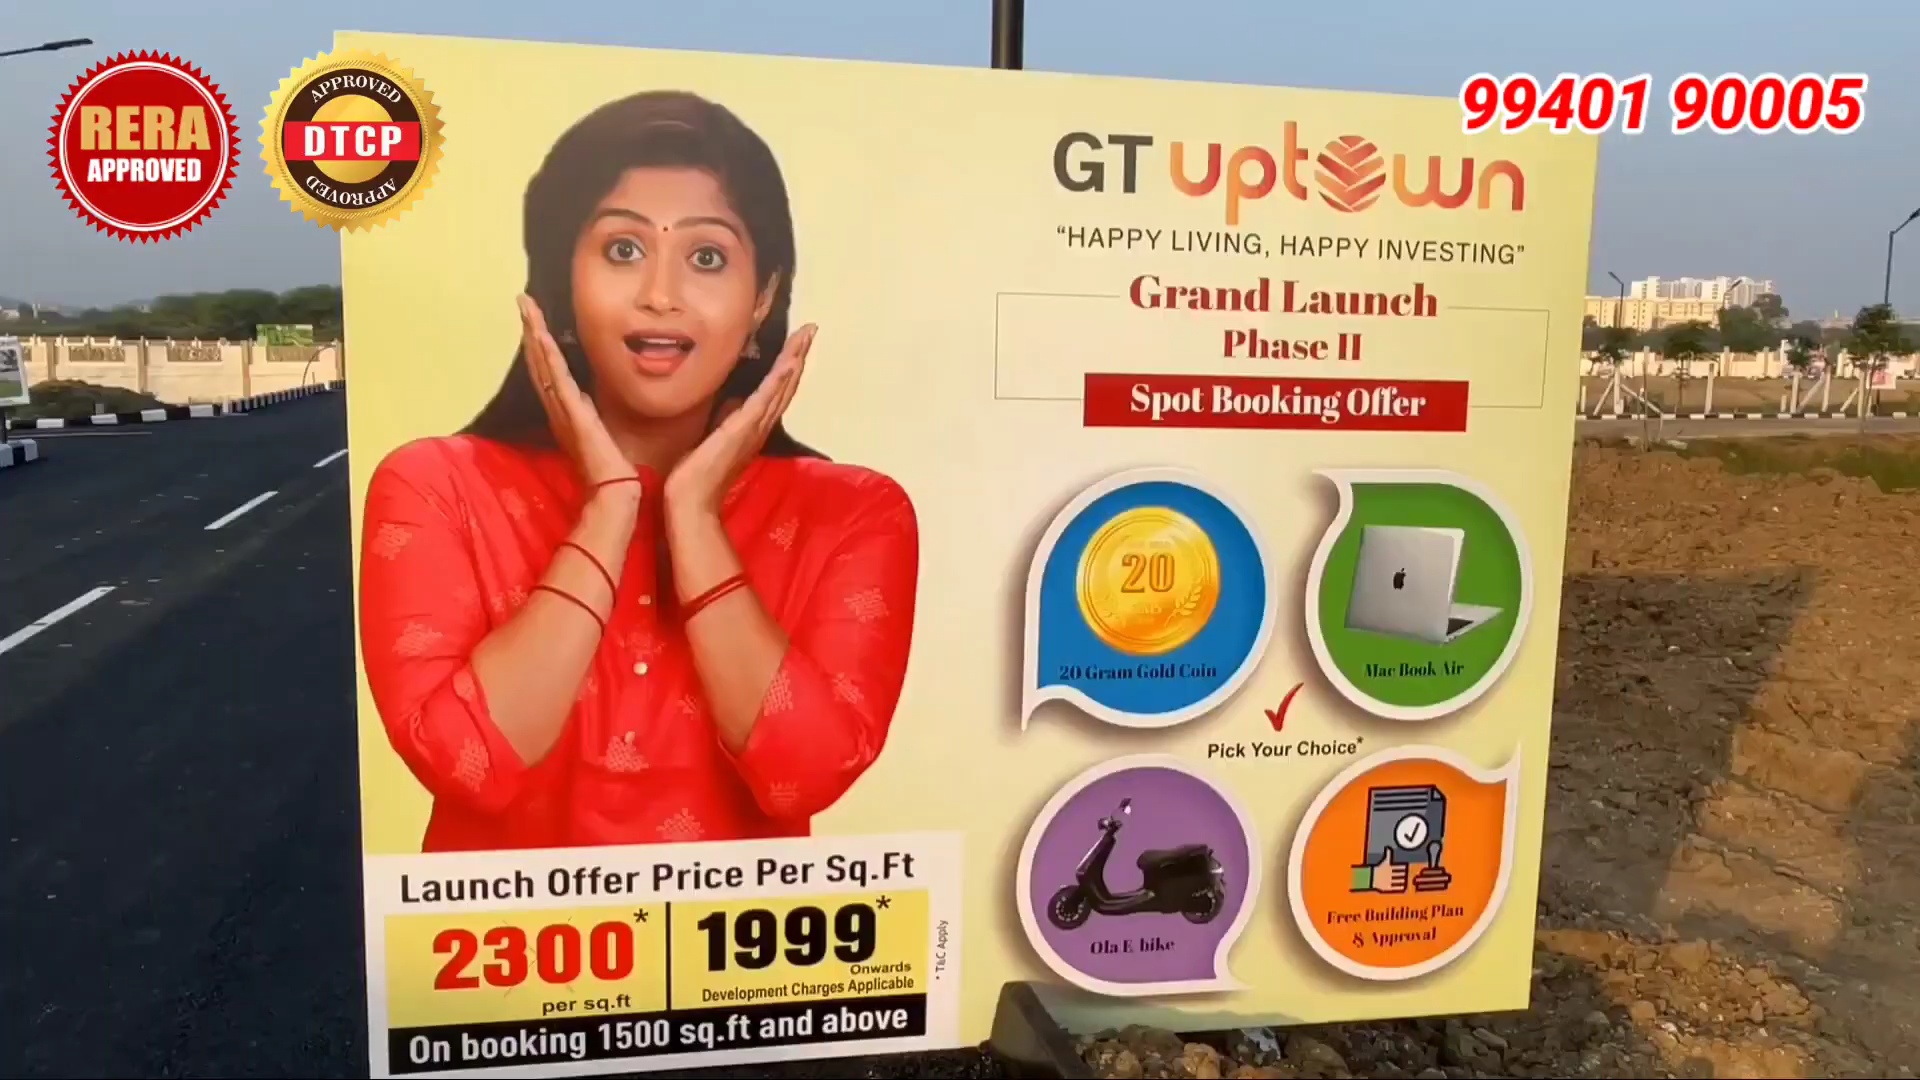 RERA
APPROVED
APPROVED
DTCP
APPROVED
99401 90005
GT uptown
“HAPPY LIVING, HAPPY INVESTING”
Grand Launch
Phase II
Spot Booking Offer
20
20 Gram Gold Coin
Mac Book Air
Pick Your Choice*
Ola E bike
Free Building Plan
& Approval
Launch Offer Price Per Sq.Ft
2300*
per sq.ft
1999*
Onwards
Development Charges Applicable
* T&C Apply
On booking 1500 sq.ft and above